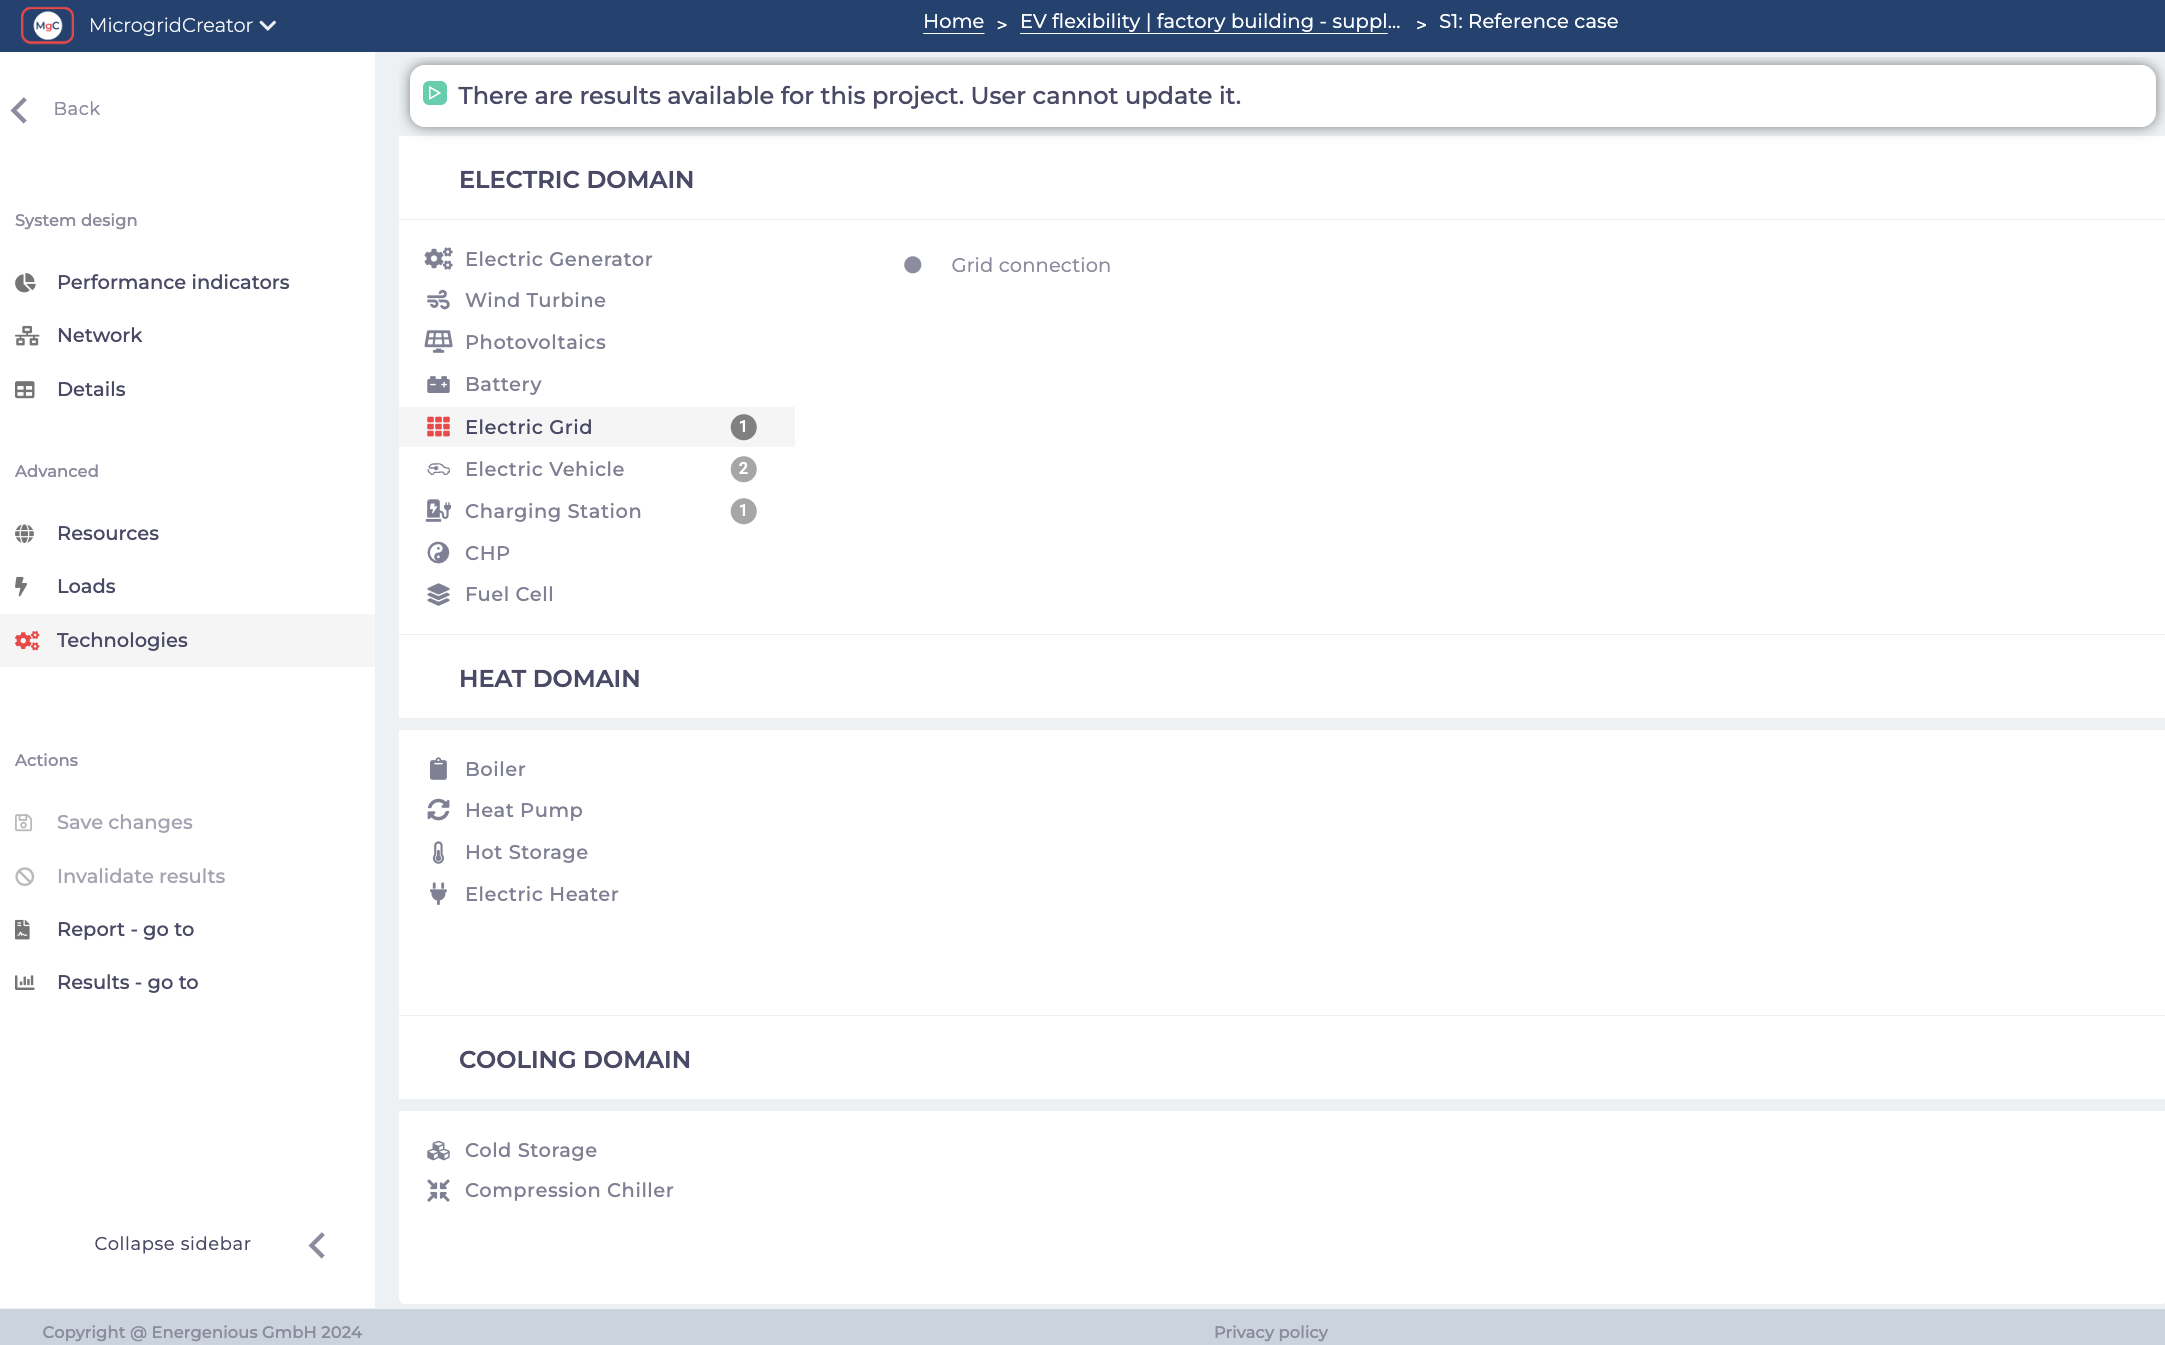 MgC MicrogridCreator
Home > EV flexibility | factory building - suppl... > S1: Reference case
Back
System design
Performance indicators
Network
Details
Advanced
Resources
Loads
Technologies
Actions
Save changes
Invalidate results
Report - go to
Results - go to
Collapse sidebar
There are results available for this project. User cannot update it.
ELECTRIC DOMAIN
Electric Generator
Wind Turbine
Photovoltaics
Battery
Electric Grid 1
Electric Vehicle 2
Charging Station 1
CHP
Fuel Cell
Grid connection
HEAT DOMAIN
Boiler
Heat Pump
Hot Storage
Electric Heater
COOLING DOMAIN
Cold Storage
Compression Chiller
Copyright @ Energenious GmbH 2024
Privacy policy